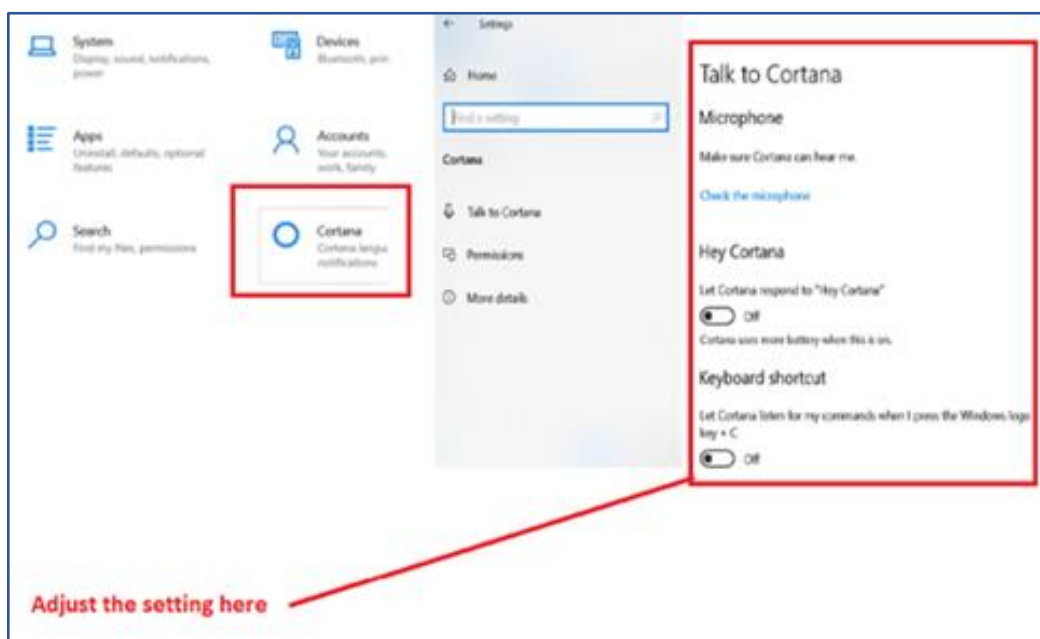 System
Display, sound, notifications,
power
Devices
Bluetooth, prin
Apps
Uninstall, defaults, optional
features
Accounts
Your accounts,
work, family
Search
Find my files, permissions
Cortana
Cortana langua
notifications
Settings
Home
Find a setting
Cortana
Talk to Cortana
Permissions
More details
Talk to Cortana
Microphone
Make sure Cortana can hear me.
Check the microphone
Hey Cortana
Let Cortana respond to "Hey Cortana"
Off
Cortana uses more battery when this is on.
Keyboard shortcut
Let Cortana listen for my commands when I press the Windows logo
key + C
Off
Adjust the setting here